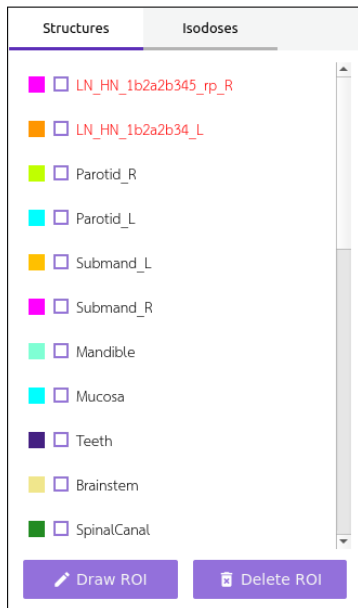 Structures
Isodoses
LN_HN_1b2a2b345_rp_R
LN_HN_1b2a2b34_L
Parotid_R
Parotid_L
Submand_L
Submand_R
Mandible
Mucosa
Teeth
Brainstem
SpinalCanal
Draw ROI
Delete ROI